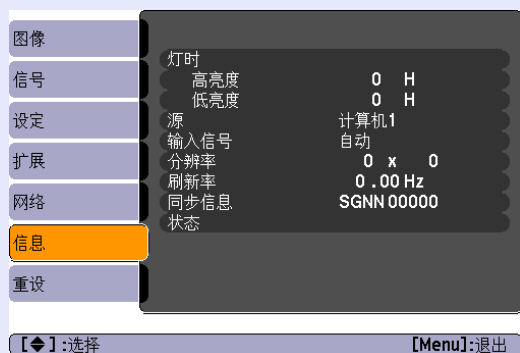 图像
信号
设定
扩展
网络
信息
重设
灯时
高亮度 0 H
低亮度 0 H
源 计算机1
输入信号 自动
分辨率 0 x 0
刷新率 0.00 Hz
同步信息 SGNN 00000
状态
[◆]:选择 [Menu]:退出